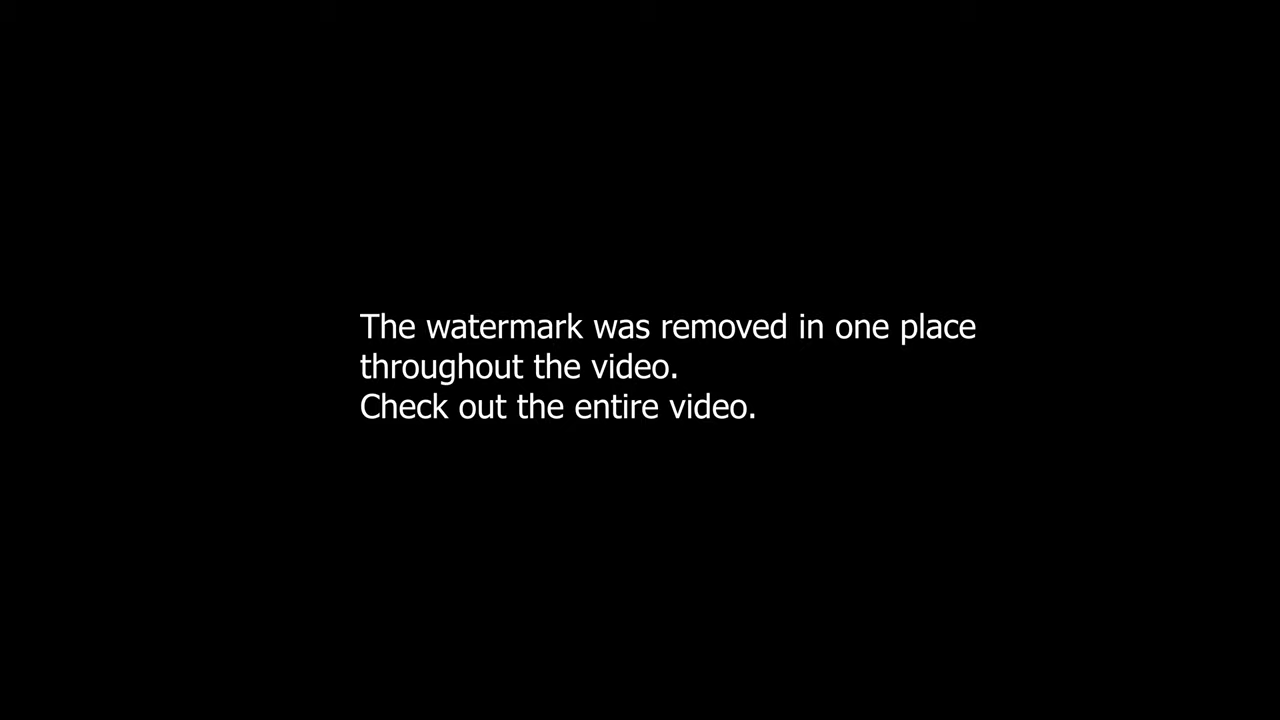 The watermark was removed in one place
throughout the video.
Check out the entire video.